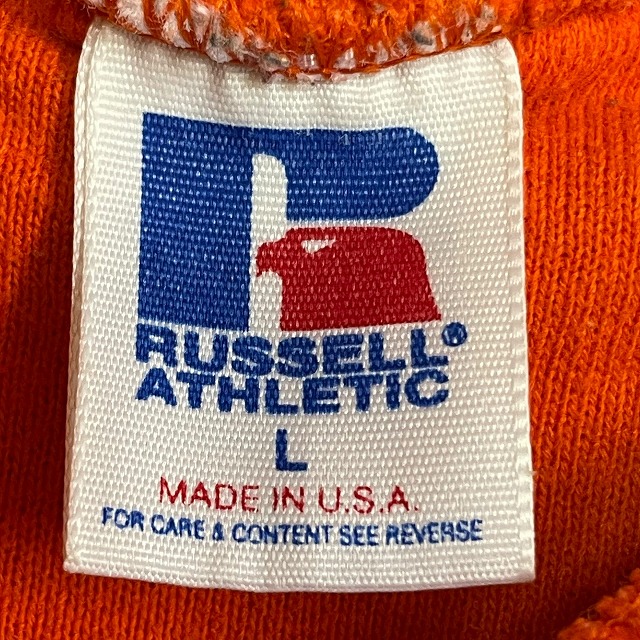 RUSSELL®
ATHLETIC
L
MADE IN U.S.A.
FOR CARE & CONTENT SEE REVERSE